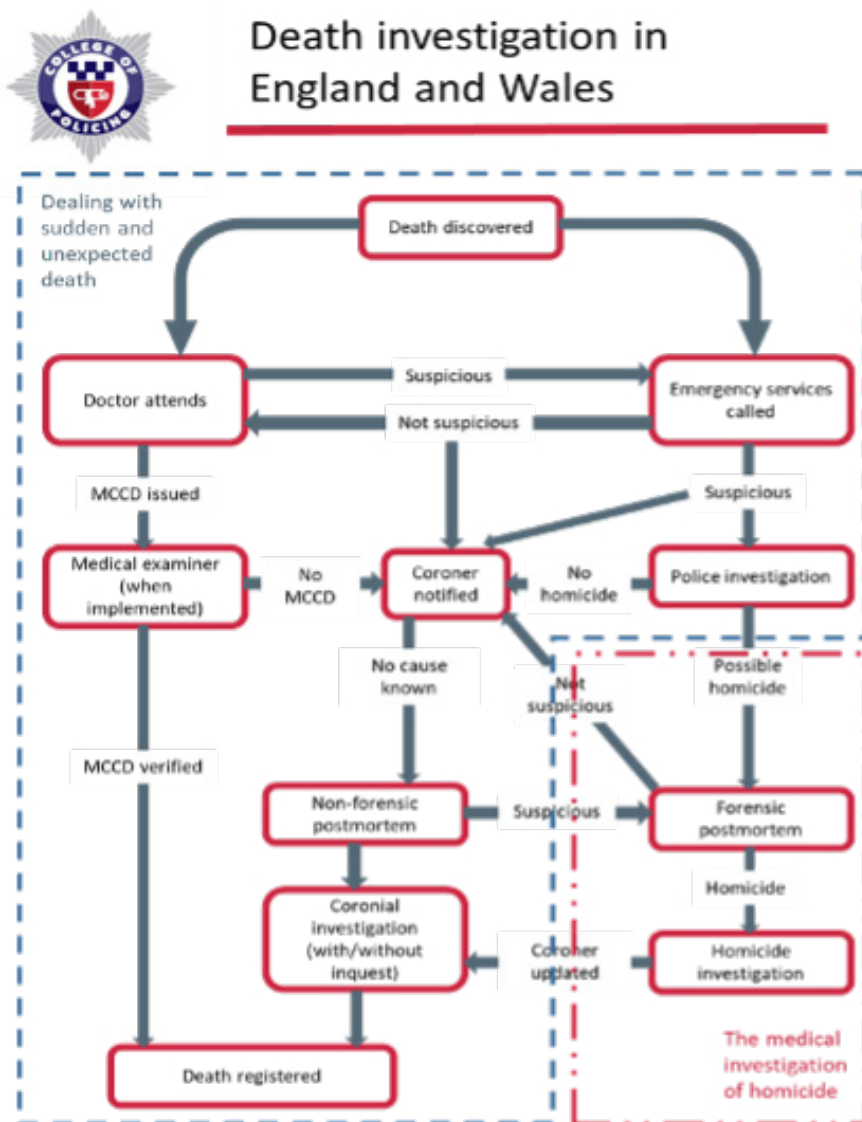 COLLEGE OF
POLICING
Death investigation in
England and Wales
Dealing with
sudden and
unexpected
death
Death discovered
Doctor attends
Suspicious
Emergency services
called
Not suspicious
MCCD issued
Suspicious
Medical examiner
(when
implemented)
No
MCCD
Coroner
notified
No
homicide
Police investigation
No cause
known
Not
suspicious
Possible
homicide
MCCD verified
Non-forensic
postmortem
Suspicious
Forensic
postmortem
Homicide
Coronial
investigation
(with/without
inquest)
Coroner
updated
Homicide
investigation
Death registered
The medical
investigation
of homicide